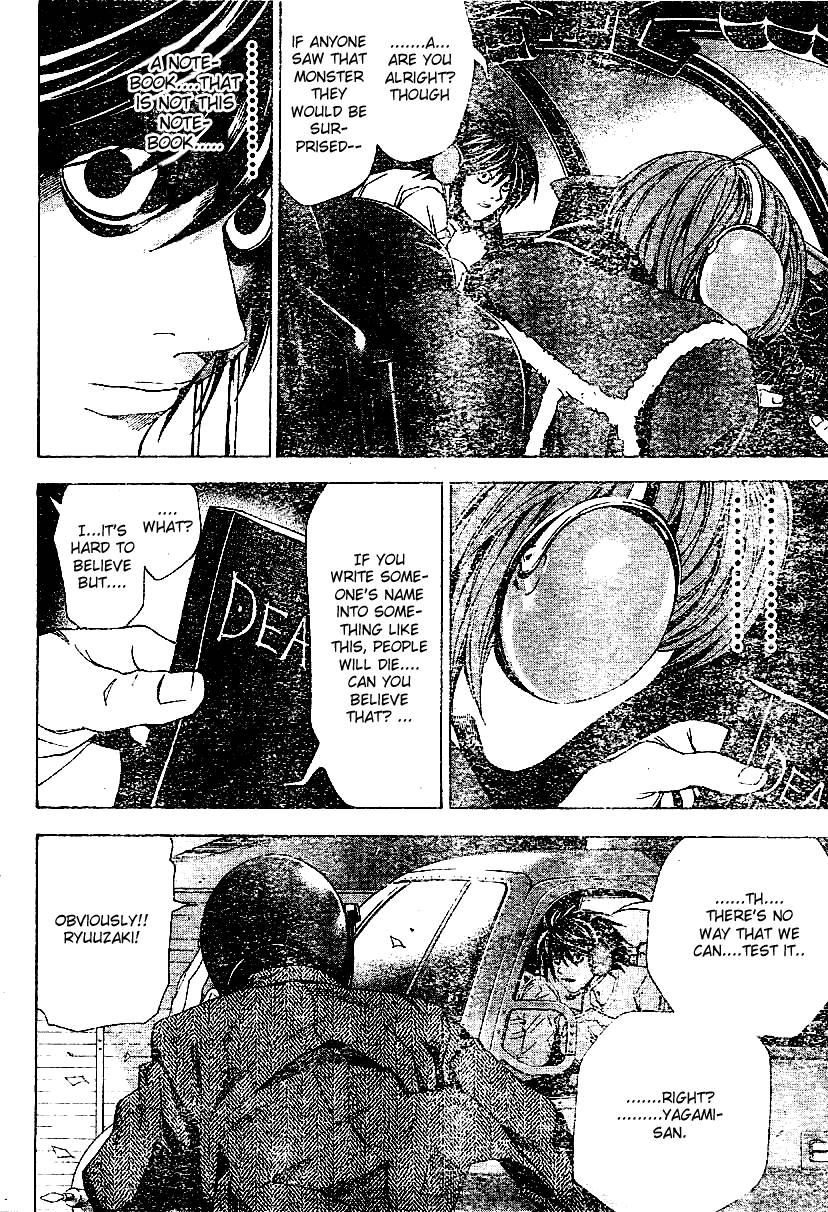 .......A...
ARE YOU
ALRIGHT?
THOUGH
IF ANYONE
SAW THAT
MONSTER
THEY
WOULD BE
SUR-
PRISED--
A NOTE-
BOOK....THAT
IS NOT THIS
NOTE-
BOOK.....
DEA
IF YOU
WRITE SOME-
ONE'S NAME
INTO SOME-
THING LIKE
THIS, PEOPLE
WILL DIE....
CAN YOU
BELIEVE
THAT? ...
DEA
....
WHAT?
I...IT'S
HARD TO
BELIEVE
BUT....
......TH....
THERE'S NO
WAY THAT WE
CAN....TEST IT..
.......RIGHT?
.........YAGAMI-
SAN.
OBVIOUSLY!!
RYUUZAKI!